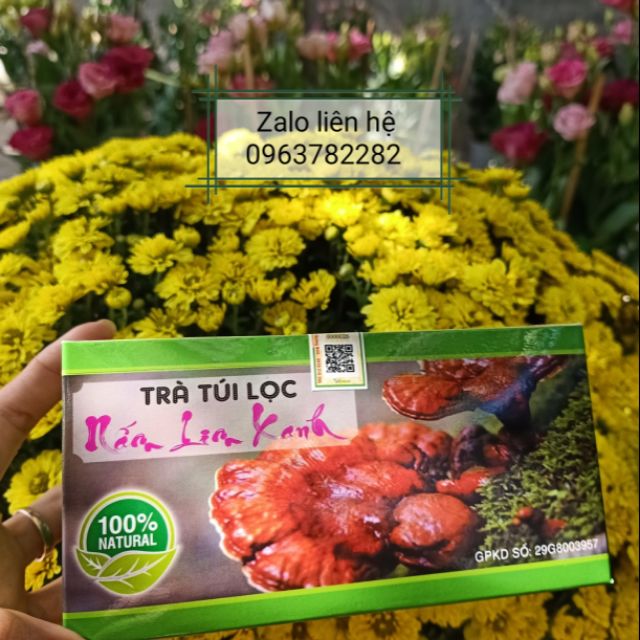 Zalo liên hệ
0963782282
TRÀ TÚI LỌC
Nấm Lim Xanh
100%
NATURAL
GPKD SỐ: 29G8003957